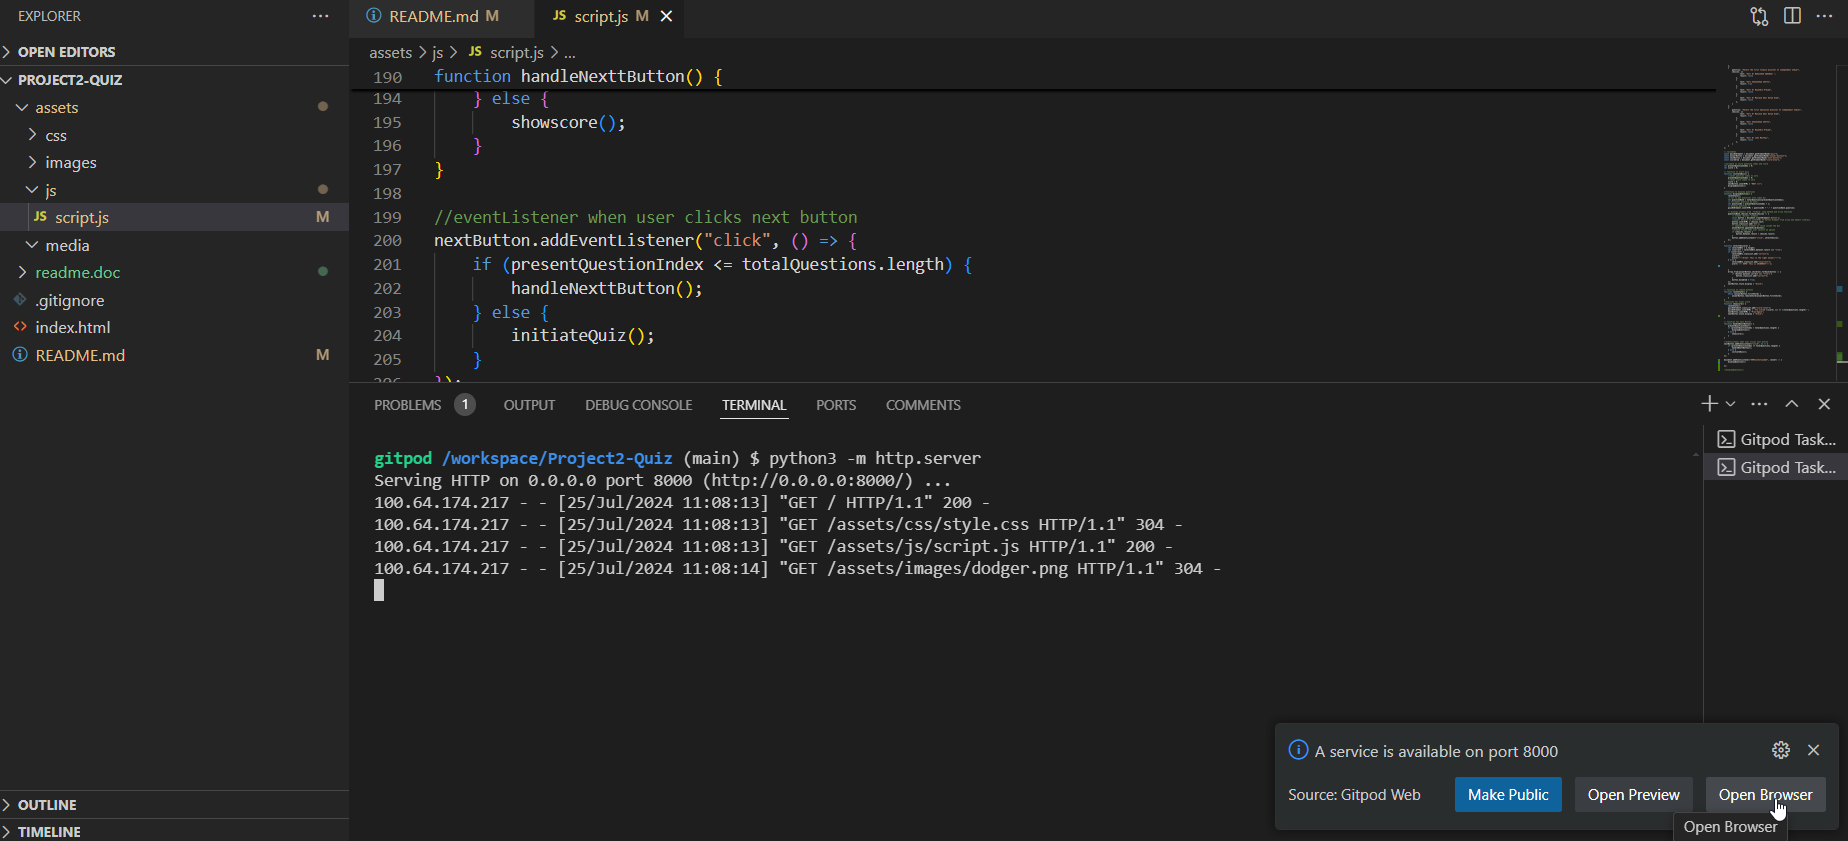 EXPLORER
OPEN EDITORS
PROJECT2-QUIZ
assets
css
images
js
JS script.js M
media
readme.doc
.gitignore
index.html
README.md M
OUTLINE
TIMELINE
README.md M
JS script.js M
assets > js > JS script.js > ...
190 function handleNexttButton() {
194 } else {
195 showscore();
196 }
197 }
198
199 //eventListener when user clicks next button
200 nextButton.addEventListener("click", () => {
201 if (presentQuestionIndex <= totalQuestions.length) {
202 handleNexttButton();
203 } else {
204 initiateQuiz();
205 }
206 });
PROBLEMS 1 OUTPUT DEBUG CONSOLE TERMINAL PORTS COMMENTS
gitpod /workspace/Project2-Quiz (main) $ python3 -m http.server
Serving HTTP on 0.0.0.0 port 8000 (http://0.0.0.0:8000/) ...
100.64.174.217 - - [25/Jul/2024 11:08:13] "GET / HTTP/1.1" 200 -
100.64.174.217 - - [25/Jul/2024 11:08:13] "GET /assets/css/style.css HTTP/1.1" 304 -
100.64.174.217 - - [25/Jul/2024 11:08:13] "GET /assets/js/script.js HTTP/1.1" 200 -
100.64.174.217 - - [25/Jul/2024 11:08:14] "GET /assets/images/dodger.png HTTP/1.1" 304 -
Gitpod Task...
Gitpod Task...
A service is available on port 8000
Source: Gitpod Web
Make Public
Open Preview
Open Browser
Open Browser